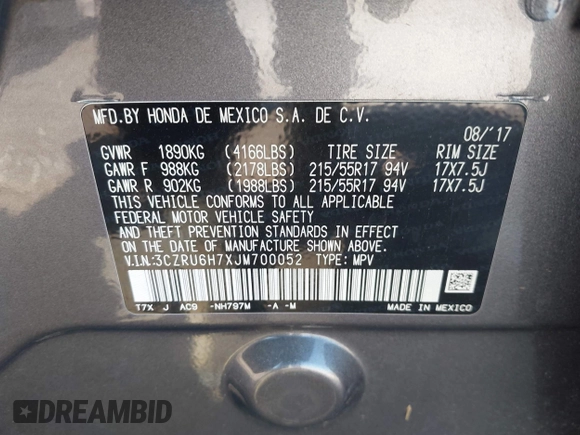 MFD.BY HONDA DE MEXICO S.A. DE C.V.
08/'17
GVWR 1890KG (4166LBS) TIRE SIZE RIM SIZE
GAWR F 988KG (2178LBS) 215/55R17 94V 17X7.5J
GAWR R 902KG (1988LBS) 215/55R17 94V 17X7.5J
THIS VEHICLE CONFORMS TO ALL APPLICABLE
FEDERAL MOTOR VEHICLE SAFETY
AND THEFT PREVENTION STANDARDS IN EFFECT
ON THE DATE OF MANUFACTURE SHOWN ABOVE.
V.I.N:3CZRU6H7XJM700052 TYPE: MPV
T7X J AC9 -NH797M -A -M MADE IN MEXICO
DREAMBID